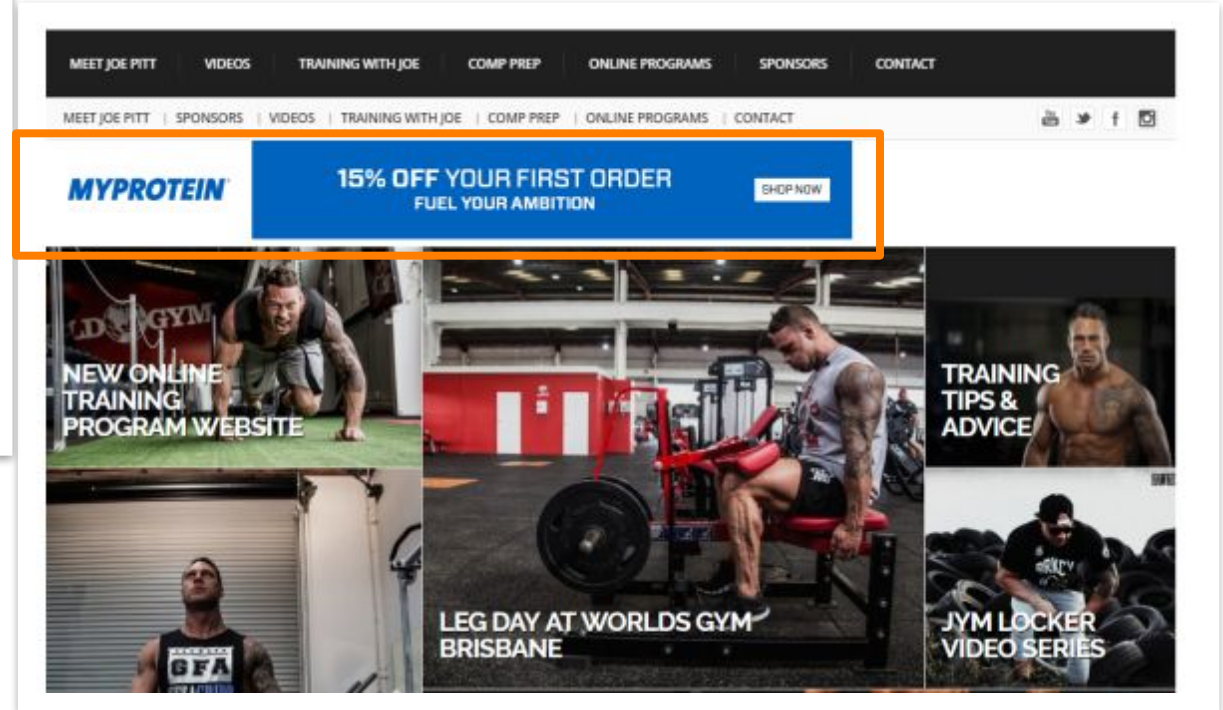 MEET JOE PITT VIDEOS TRAINING WITH JOE COMP PREP ONLINE PROGRAMS SPONSORS CONTACT
MEET JOE PITT | SPONSORS | VIDEOS | TRAINING WITH JOE | COMP PREP | ONLINE PROGRAMS | CONTACT
MYPROTEIN
15% OFF YOUR FIRST ORDER
FUEL YOUR AMBITION
SHOP NOW
GYM
NEW ONLINE
TRAINING
PROGRAM WEBSITE
LEG DAY AT WORLDS GYM
BRISBANE
TRAINING
TIPS &
ADVICE
JYM LOCKER
VIDEO SERIES
GFA